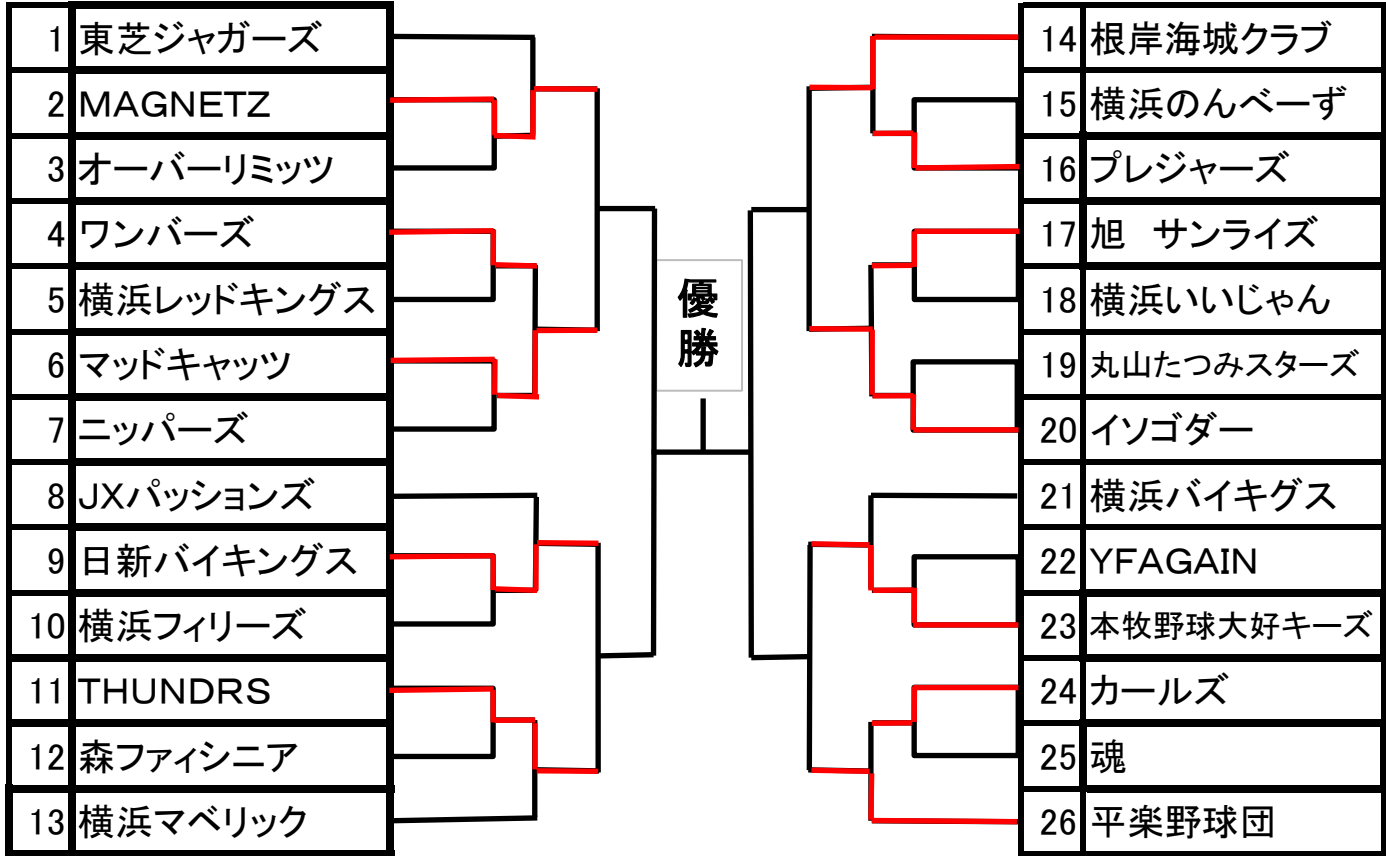 1 東芝ジャガーズ
2 MAGNETZ
3 オーバーリミッツ
4 ワンバーズ
5 横浜レッドキングス
6 マッドキャッツ
7 ニッパーズ
8 JXパッションズ
9 日新バイキングス
10 横浜フィリーズ
11 THUNDRS
12 森ファィシニア
13 横浜マベリック
優
勝
14 根岸海城クラブ
15 横浜のんべーず
16 プレジャーズ
17 旭　サンライズ
18 横浜いいじゃん
19 丸山たつみスターズ
20 イソゴダー
21 横浜バイキグス
22 YFAGAIN
23 本牧野球大好キーズ
24 カールズ
25 魂
26 平楽野球団